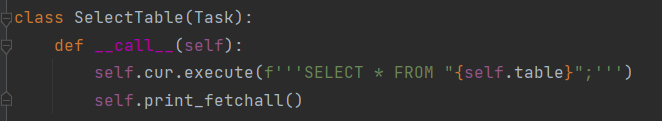 class SelectTable(Task):
    def __call__(self):
        self.cur.execute(f'''SELECT * FROM "{self.table}";''')
        self.print_fetchall()